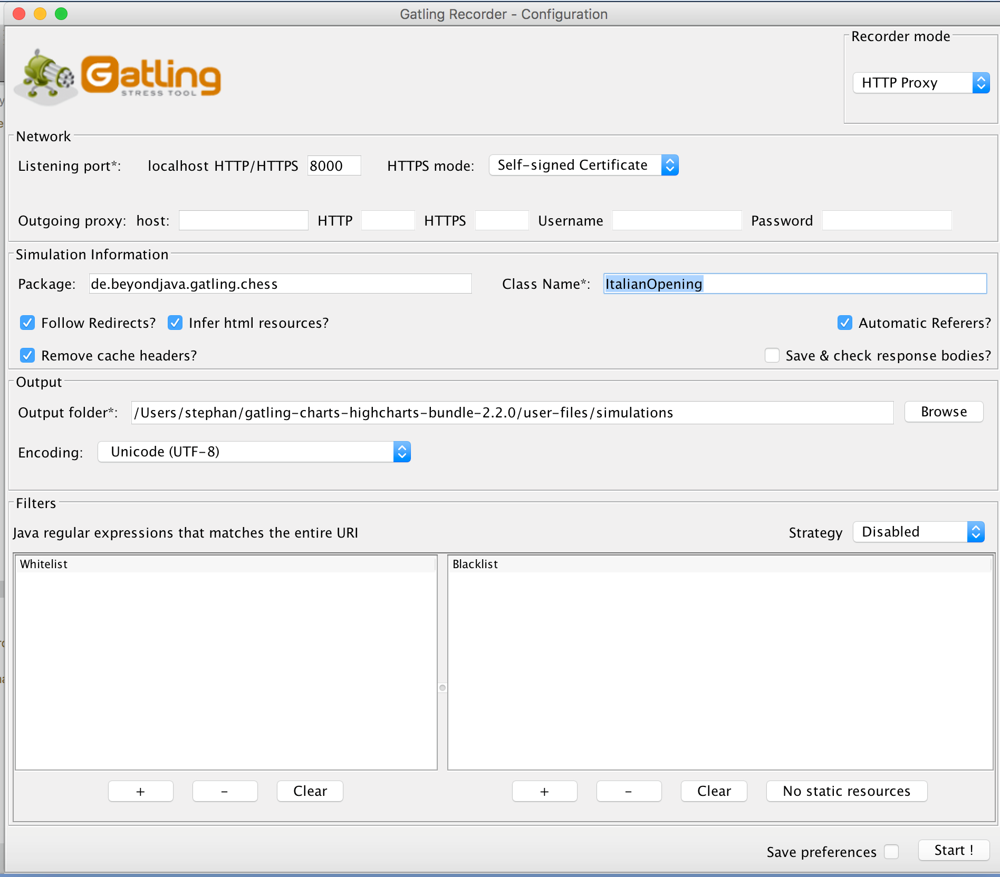 Gatling Recorder - Configuration
Gatling
STRESS TOOL
Recorder mode
HTTP Proxy
Network
Listening port*: localhost HTTP/HTTPS 8000 HTTPS mode: Self-signed Certificate
Outgoing proxy: host: HTTP HTTPS Username Password
Simulation Information
Package: de.beyondjava.gatling.chess Class Name*: ItalianOpening
Follow Redirects? Infer html resources? Automatic Referers?
Remove cache headers? Save & check response bodies?
Output
Output folder*: /Users/stephan/gatling-charts-highcharts-bundle-2.2.0/user-files/simulations Browse
Encoding: Unicode (UTF-8)
Filters
Java regular expressions that matches the entire URI Strategy Disabled
Whitelist Blacklist
+ - Clear + - Clear No static resources
Save preferences Start !